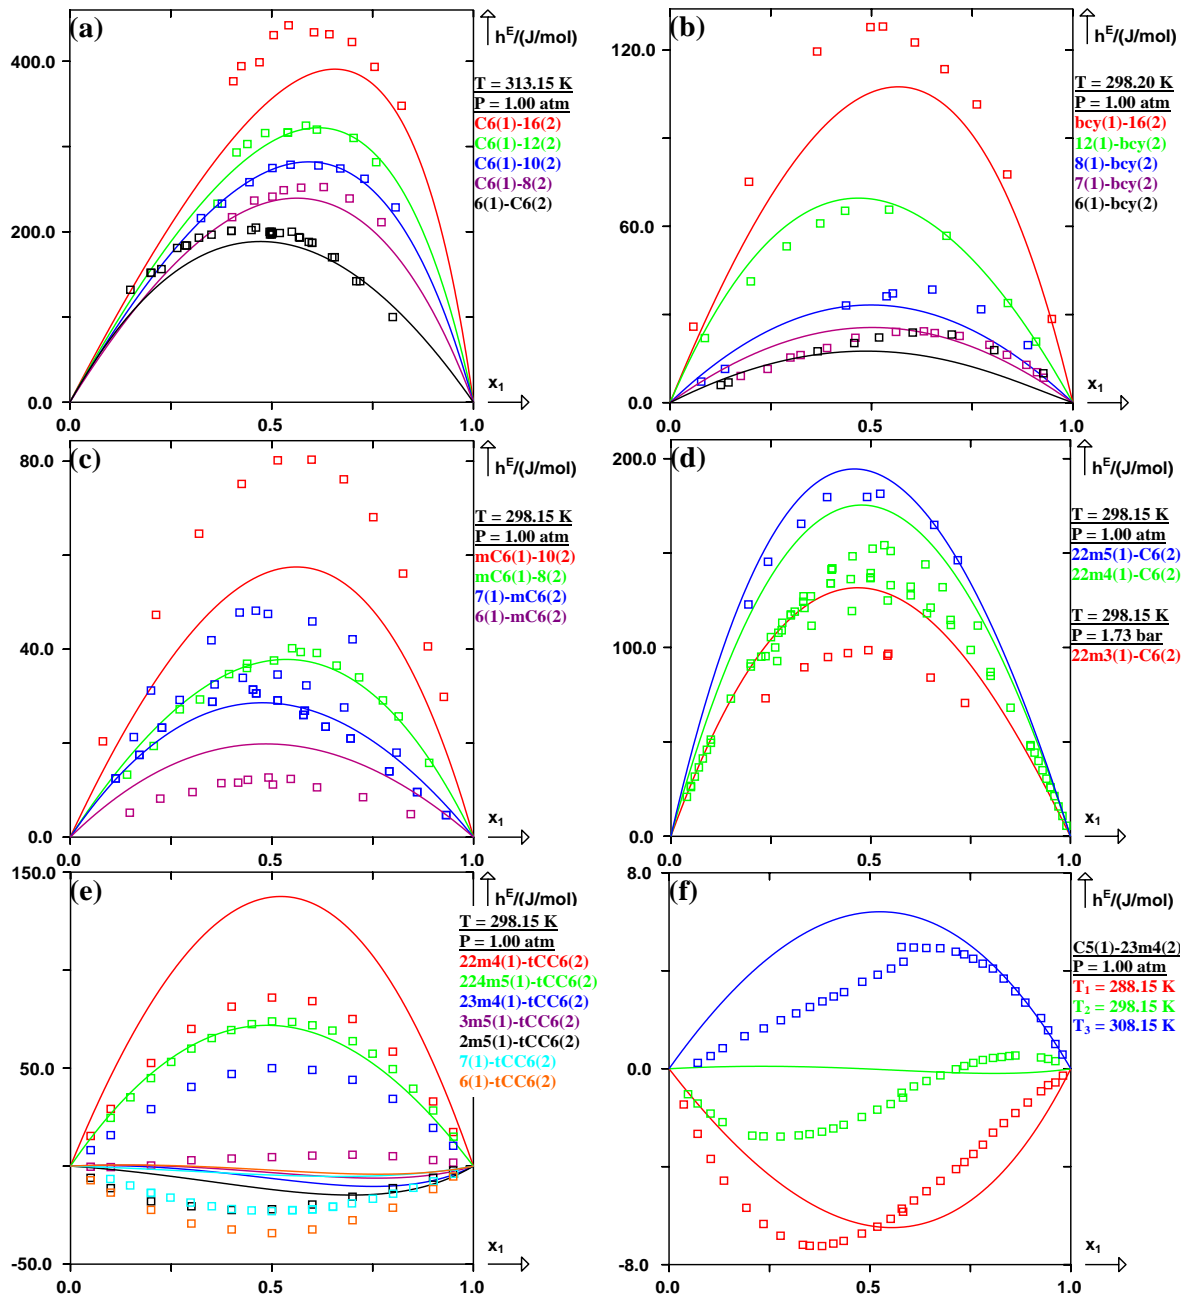 (a)
h^E/(J/mol)
400.0
200.0
0.0
T = 313.15 K
P = 1.00 atm
C6(1)-16(2)
C6(1)-12(2)
C6(1)-10(2)
C6(1)-8(2)
6(1)-C6(2)
x₁
0.0
0.5
1.0
(b)
h^E/(J/mol)
120.0
60.0
0.0
T = 298.20 K
P = 1.00 atm
bcy(1)-16(2)
12(1)-bcy(2)
8(1)-bcy(2)
7(1)-bcy(2)
6(1)-bcy(2)
x₁
0.0
0.5
1.0
(c)
h^E/(J/mol)
80.0
40.0
0.0
T = 298.15 K
P = 1.00 atm
mC6(1)-10(2)
mC6(1)-8(2)
7(1)-mC6(2)
6(1)-mC6(2)
x₁
0.0
0.5
1.0
(d)
h^E/(J/mol)
200.0
100.0
0.0
T = 298.15 K
P = 1.00 atm
22m5(1)-C6(2)
22m4(1)-C6(2)
T = 298.15 K
P = 1.73 bar
22m3(1)-C6(2)
x₁
0.0
0.5
1.0
(e)
h^E/(J/mol)
150.0
50.0
-50.0
T = 298.15 K
P = 1.00 atm
22m4(1)-tCC6(2)
224m5(1)-tCC6(2)
23m4(1)-tCC6(2)
3m5(1)-tCC6(2)
2m5(1)-tCC6(2)
7(1)-tCC6(2)
6(1)-tCC6(2)
x₁
0.0
0.5
1.0
(f)
h^E/(J/mol)
8.0
0.0
-8.0
C5(1)-23m4(2)
P = 1.00 atm
T₁ = 288.15 K
T₂ = 298.15 K
T₃ = 308.15 K
x₁
0.0
0.5
1.0